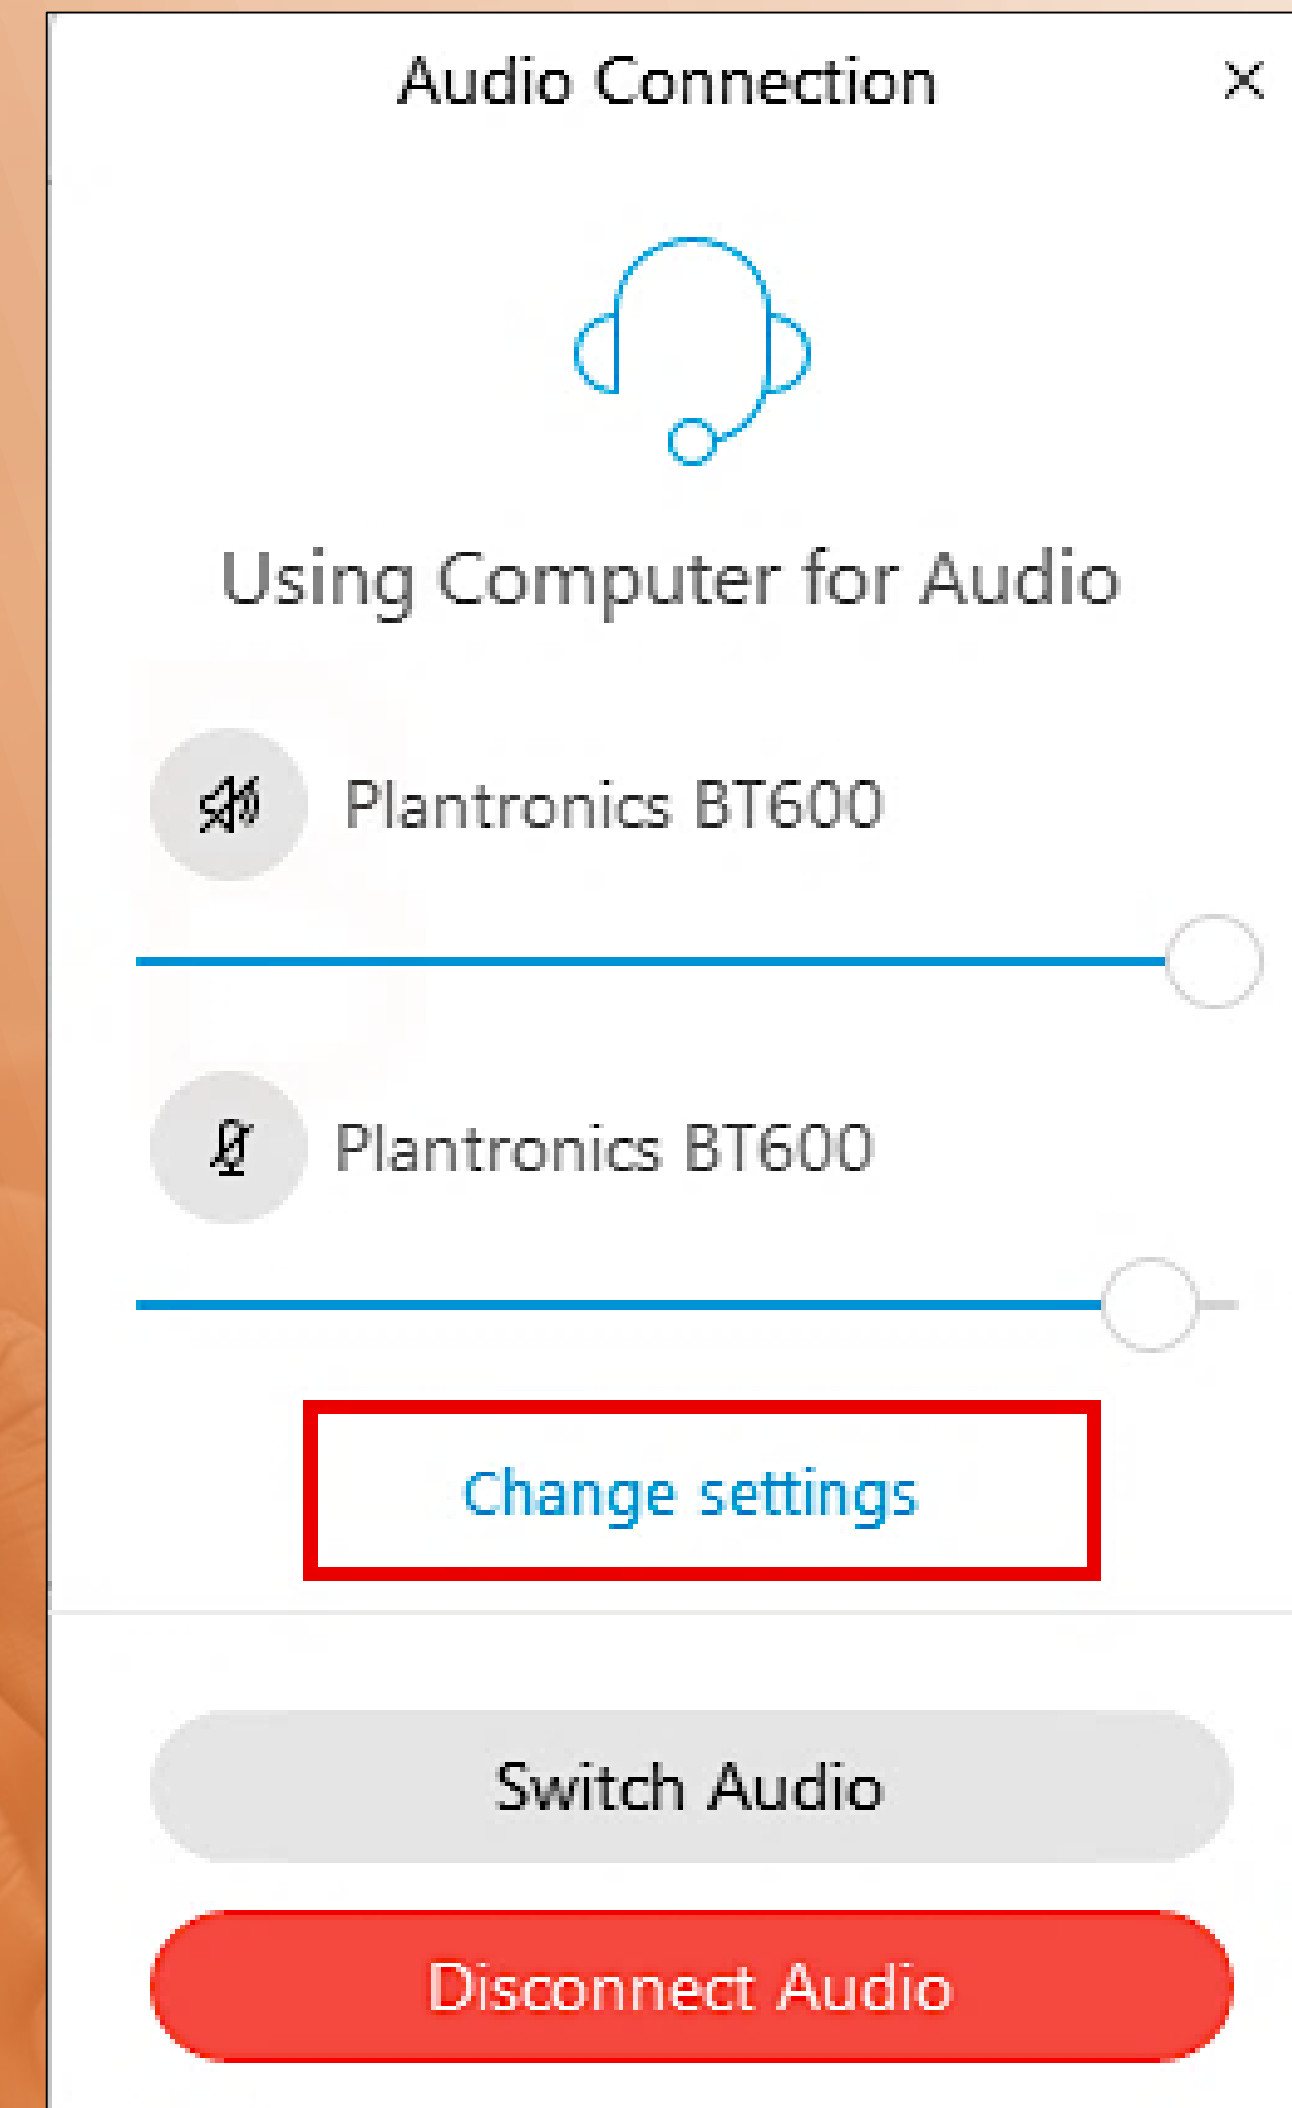 Audio Connection
Using Computer for Audio
Plantronics BT600
Plantronics BT600
Change settings
Switch Audio
Disconnect Audio